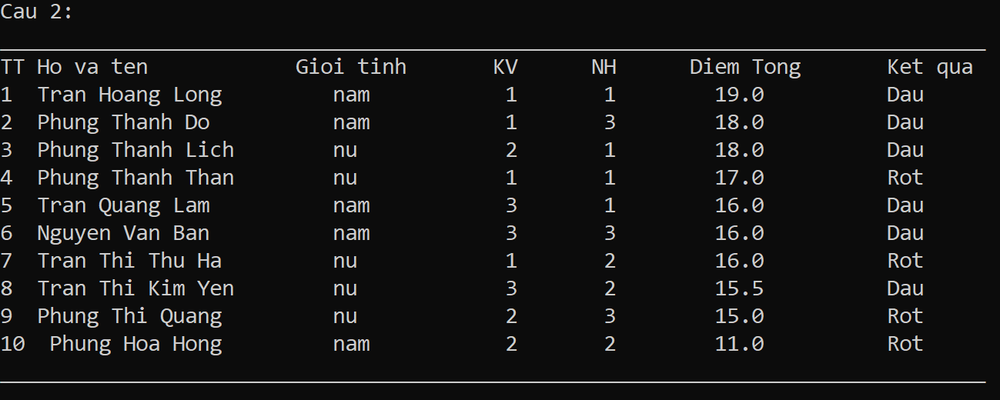 Cau 2:
TT Ho va ten Gioi tinh KV NH Diem Tong Ket qua
1 Tran Hoang Long nam 1 1 19.0 Dau
2 Phung Thanh Do nam 1 3 18.0 Dau
3 Phung Thanh Lich nu 2 1 18.0 Dau
4 Phung Thanh Than nu 1 1 17.0 Rot
5 Tran Quang Lam nam 3 1 16.0 Dau
6 Nguyen Van Ban nam 3 3 16.0 Dau
7 Tran Thi Thu Ha nu 1 2 16.0 Rot
8 Tran Thi Kim Yen nu 3 2 15.5 Dau
9 Phung Thi Quang nu 2 3 15.0 Rot
10 Phung Hoa Hong nam 2 2 11.0 Rot